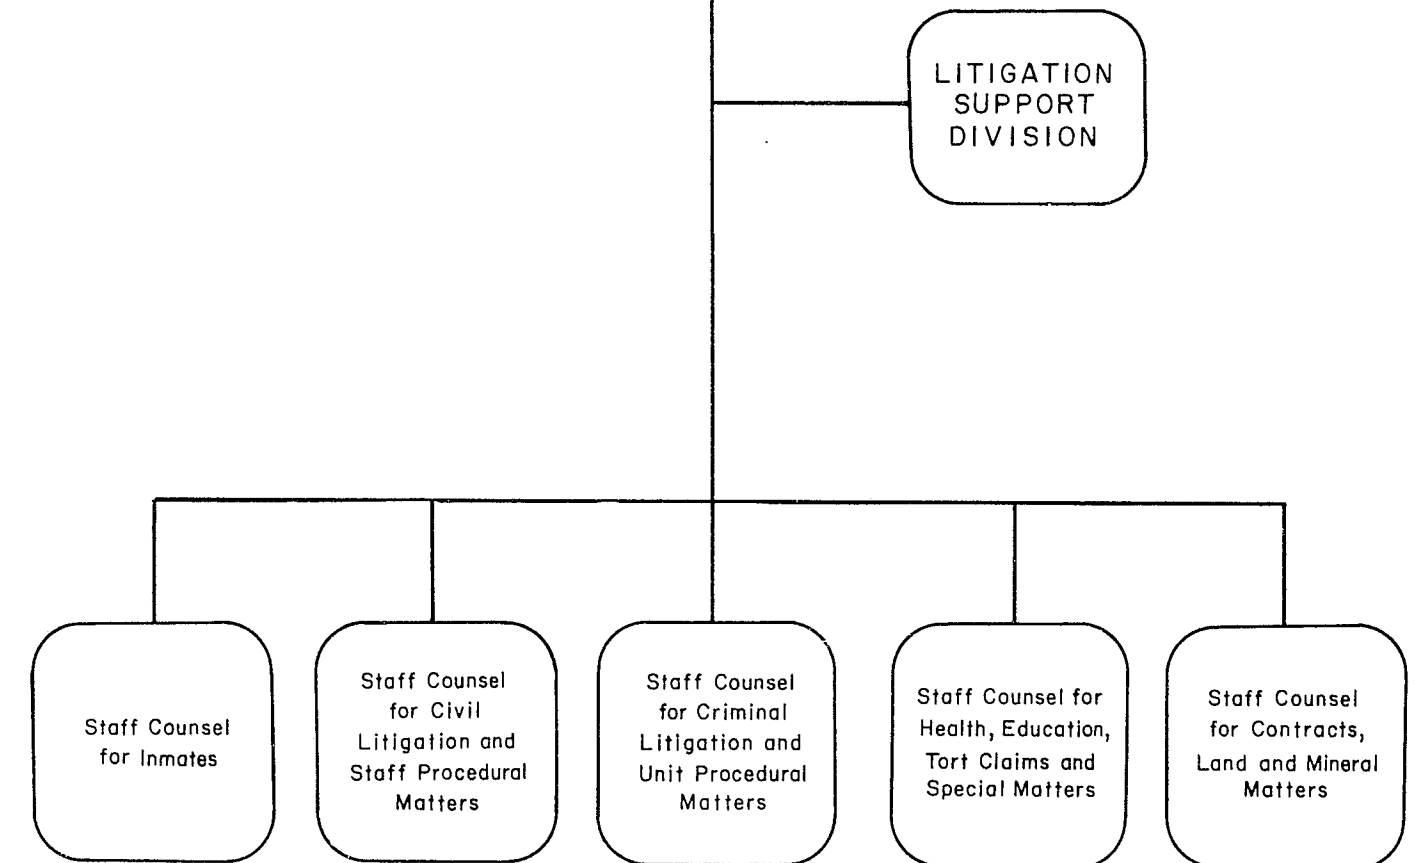 LITIGATION
SUPPORT
DIVISION
Staff Counsel
for Inmates
Staff Counsel
for Civil
Litigation and
Staff Procedural
Matters
Staff Counsel
for Criminal
Litigation and
Unit Procedural
Matters
Staff Counsel for
Health, Education,
Tort Claims and
Special Matters
Staff Counsel
for Contracts,
Land and Mineral
Matters